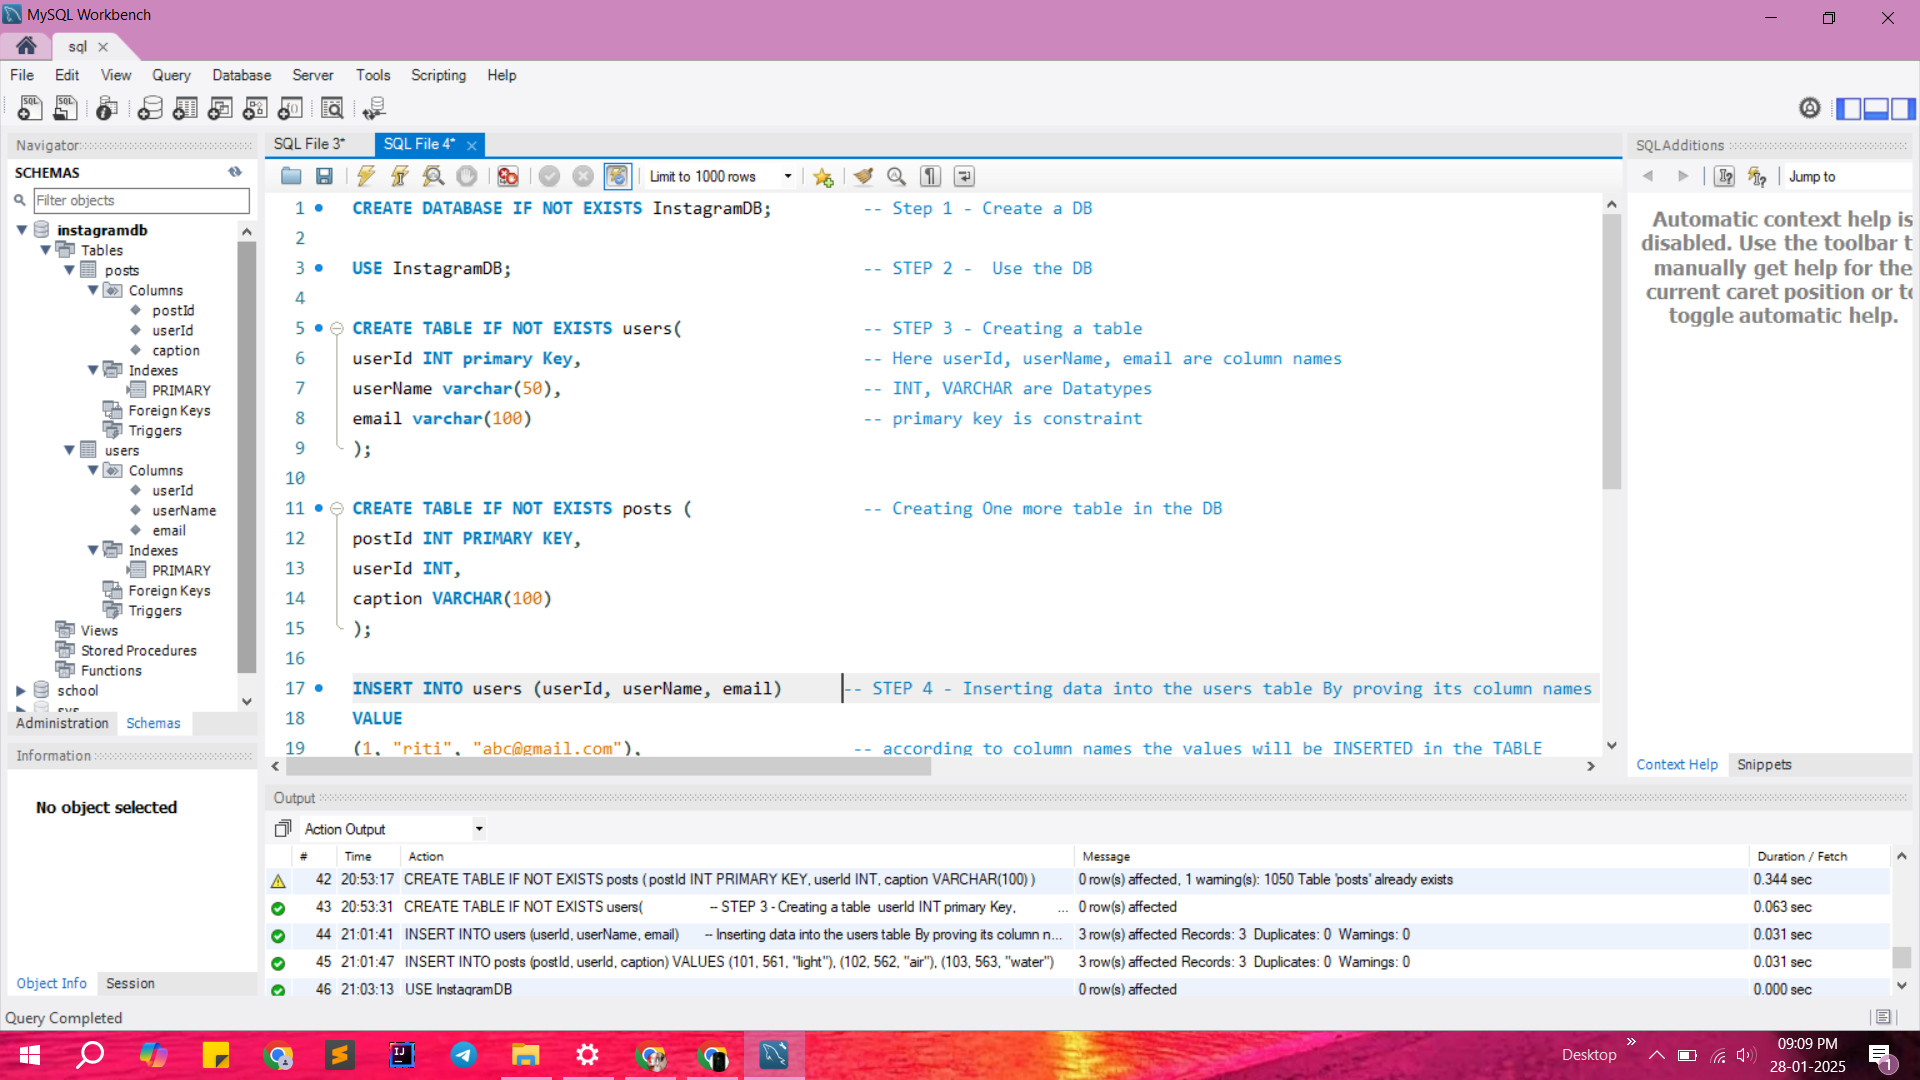 MySQL Workbench
sql
File Edit View Query Database Server Tools Scripting Help
Navigator
SCHEMAS
Filter objects
instagramdb
Tables
posts
Columns
postId
userId
caption
Indexes
PRIMARY
Foreign Keys
Triggers
users
Columns
userId
userName
email
Indexes
PRIMARY
Foreign Keys
Triggers
Views
Stored Procedures
Functions
school
sys
Administration Schemas
Information
No object selected
Object Info Session
SQL File 3* SQL File 4*
Limit to 1000 rows
1 CREATE DATABASE IF NOT EXISTS InstagramDB; -- Step 1 - Create a DB
2
3 USE InstagramDB; -- STEP 2 -  Use the DB
4
5 CREATE TABLE IF NOT EXISTS users( -- STEP 3 - Creating a table
6 userId INT primary Key, -- Here userId, userName, email are column names
7 userName varchar(50), -- INT, VARCHAR are Datatypes
8 email varchar(100) -- primary key is constraint
9 );
10
11 CREATE TABLE IF NOT EXISTS posts ( -- Creating One more table in the DB
12 postId INT PRIMARY KEY,
13 userId INT,
14 caption VARCHAR(100)
15 );
16
17 INSERT INTO users (userId, userName, email) -- STEP 4 - Inserting data into the users table By proving its column names
18 VALUE
19 (1, "riti", "abc@gmail.com"), -- according to column names the values will be INSERTED in the TABLE
SQLAdditions
Jump to
Automatic context help is
disabled. Use the toolbar t
manually get help for the
current caret position or to
toggle automatic help.
Context Help Snippets
Output
Action Output
# Time Action Message Duration / Fetch
42 20:53:17 CREATE TABLE IF NOT EXISTS posts ( postId INT PRIMARY KEY, userId INT, caption VARCHAR(100) ) 0 row(s) affected, 1 warning(s): 1050 Table 'posts' already exists 0.344 sec
43 20:53:31 CREATE TABLE IF NOT EXISTS users( -- STEP 3 - Creating a table userId INT primary Key, ... 0 row(s) affected 0.063 sec
44 21:01:41 INSERT INTO users (userId, userName, email) -- Inserting data into the users table By proving its column n... 3 row(s) affected Records: 3 Duplicates: 0 Warnings: 0 0.031 sec
45 21:01:47 INSERT INTO posts (postId, userId, caption) VALUES (101, 561, "light"), (102, 562, "air"), (103, 563, "water") 3 row(s) affected Records: 3 Duplicates: 0 Warnings: 0 0.031 sec
46 21:03:13 USE InstagramDB 0 row(s) affected 0.000 sec
Query Completed
Desktop
09:09 PM
28-01-2025
1